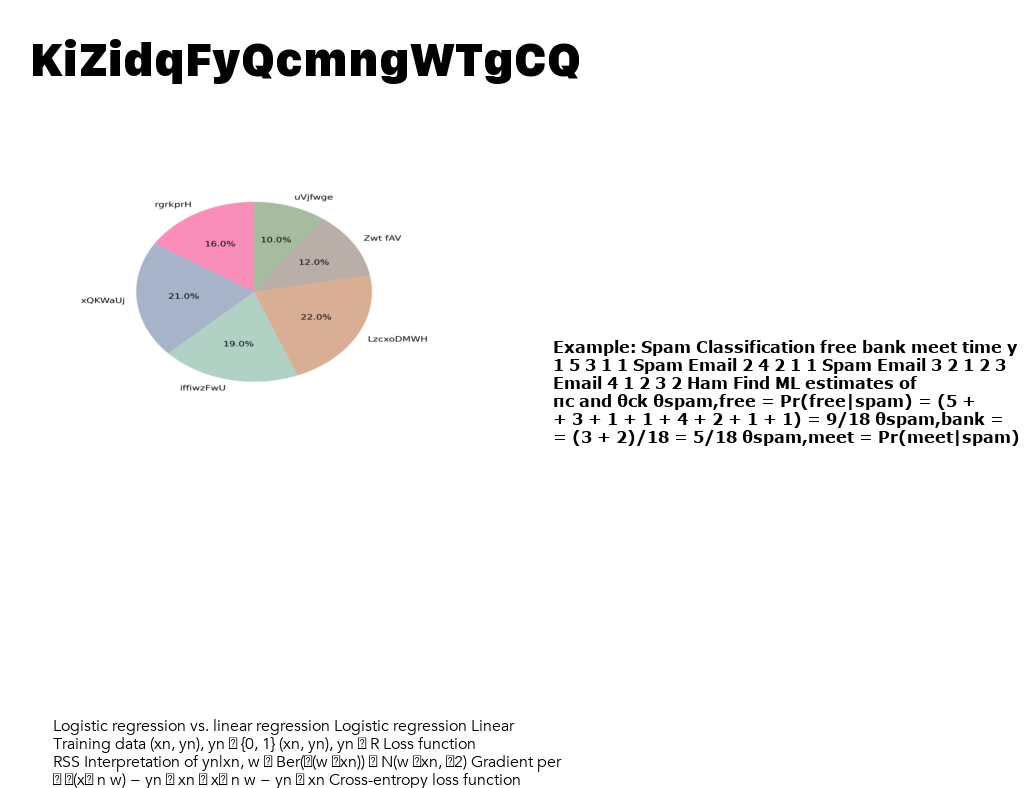 KiZidqFyQcmngWTgCQ
uVjfwge
rgrkprH
Zwt fAV
10.0%
16.0%
12.0%
xQKWaUj
21.0%
22.0%
19.0%
LzcxoDMWH
iffiwzFwU
Example: Spam Classification free bank meet time y
1 5 3 1 1 Spam Email 2 4 2 1 1 Spam Email 3 2 1 2 3
Email 4 1 2 3 2 Ham Find ML estimates of
πc and θck θspam,free = Pr(free|spam) = (5 +
+ 3 + 1 + 1 + 4 + 2 + 1 + 1) = 9/18 θspam,bank =
= (3 + 2)/18 = 5/18 θspam,meet = Pr(meet|spam)
Logistic regression vs. linear regression Logistic regression Linear
Training data (xn, yn), yn {0, 1} (xn, yn), yn R Loss function
RSS Interpretation of yn|xn, w Ber( (w xn)) N(w xn, 2) Gradient per
(x n w) − yn xn x n w − yn xn Cross-entropy loss function